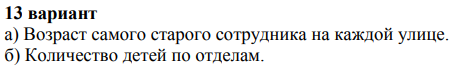 13 вариант
а) Возраст самого старого сотрудника на каждой улице.
б) Количество детей по отделам.